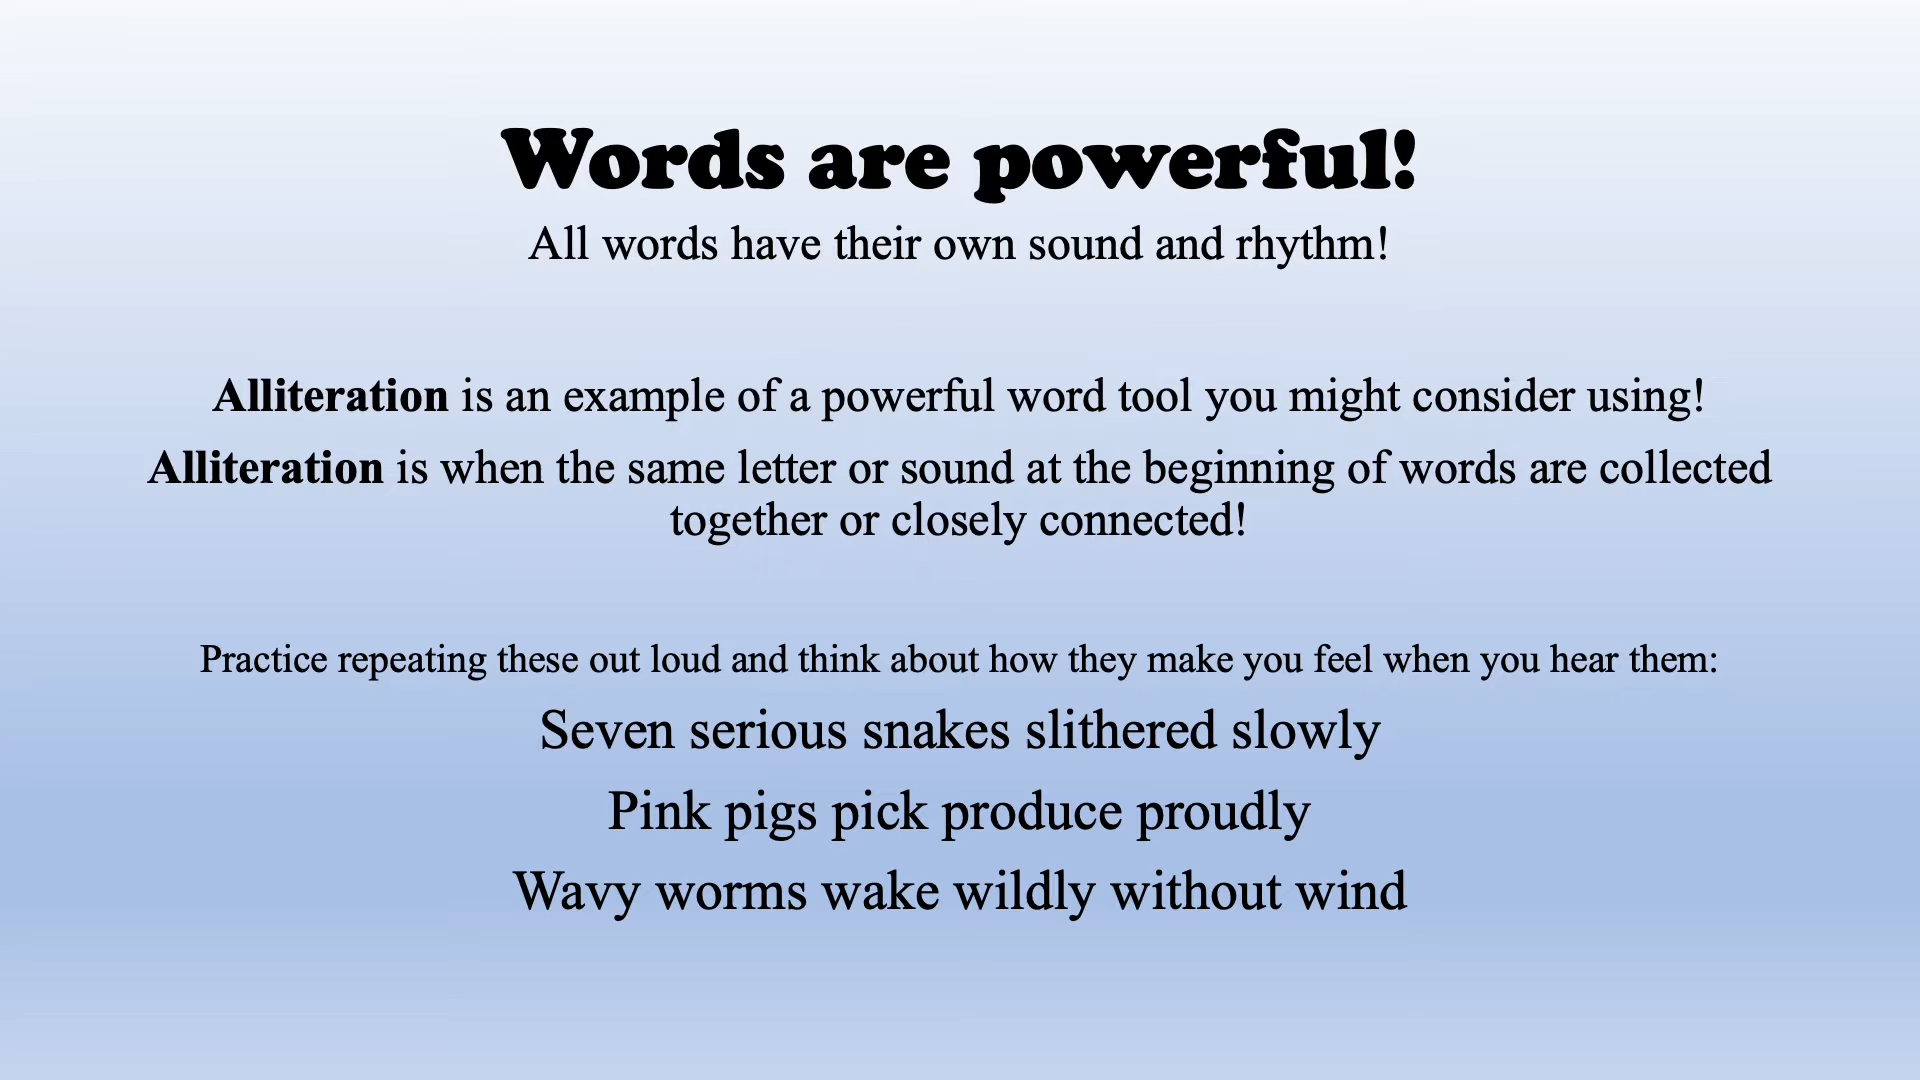 Words are powerful!
All words have their own sound and rhythm!
Alliteration is an example of a powerful word tool you might consider using!
Alliteration is when the same letter or sound at the beginning of words are collected
together or closely connected!
Practice repeating these out loud and think about how they make you feel when you hear them:
Seven serious snakes slithered slowly
Pink pigs pick produce proudly
Wavy worms wake wildly without wind